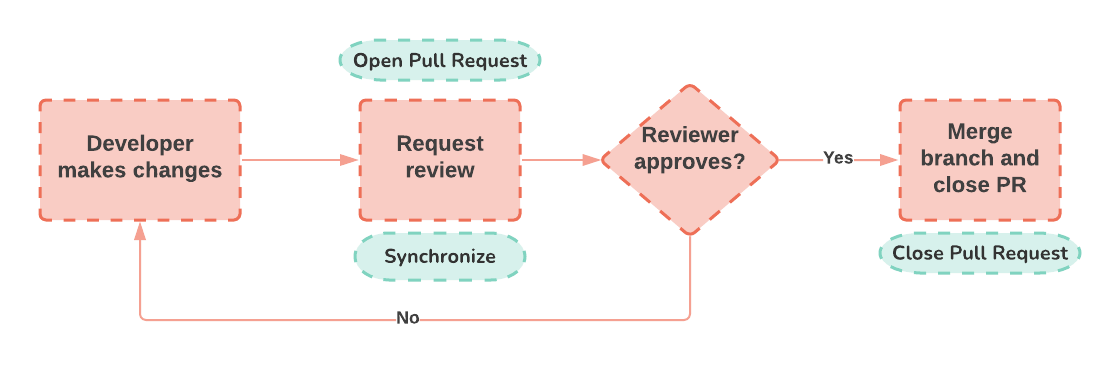 Open Pull Request
Developer
makes changes
Request
review
Reviewer
approves?
Yes
Merge
branch and
close PR
Synchronize
Close Pull Request
No